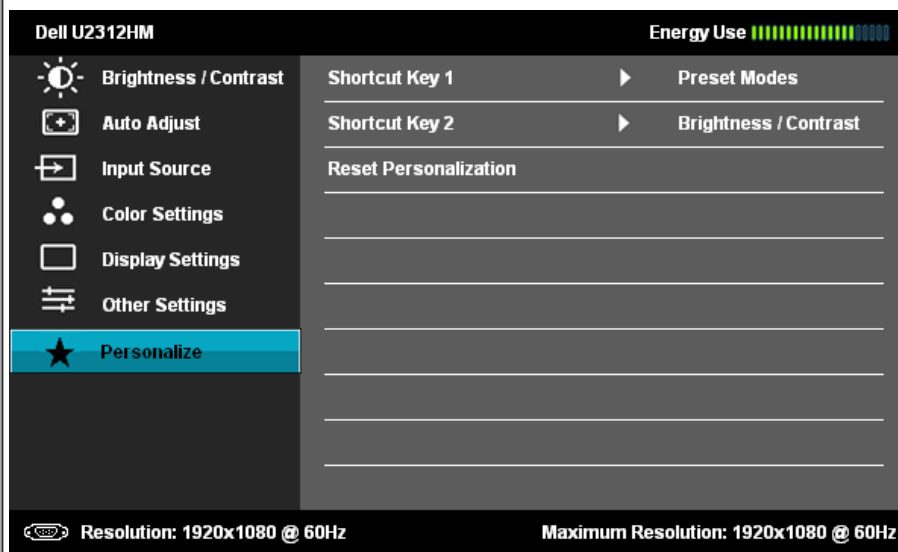 Dell U2312HM
Energy Use
Brightness / Contrast
Auto Adjust
Input Source
Color Settings
Display Settings
Other Settings
Personalize
Shortcut Key 1
Preset Modes
Shortcut Key 2
Brightness / Contrast
Reset Personalization
Resolution: 1920x1080 @ 60Hz
Maximum Resolution: 1920x1080 @ 60Hz